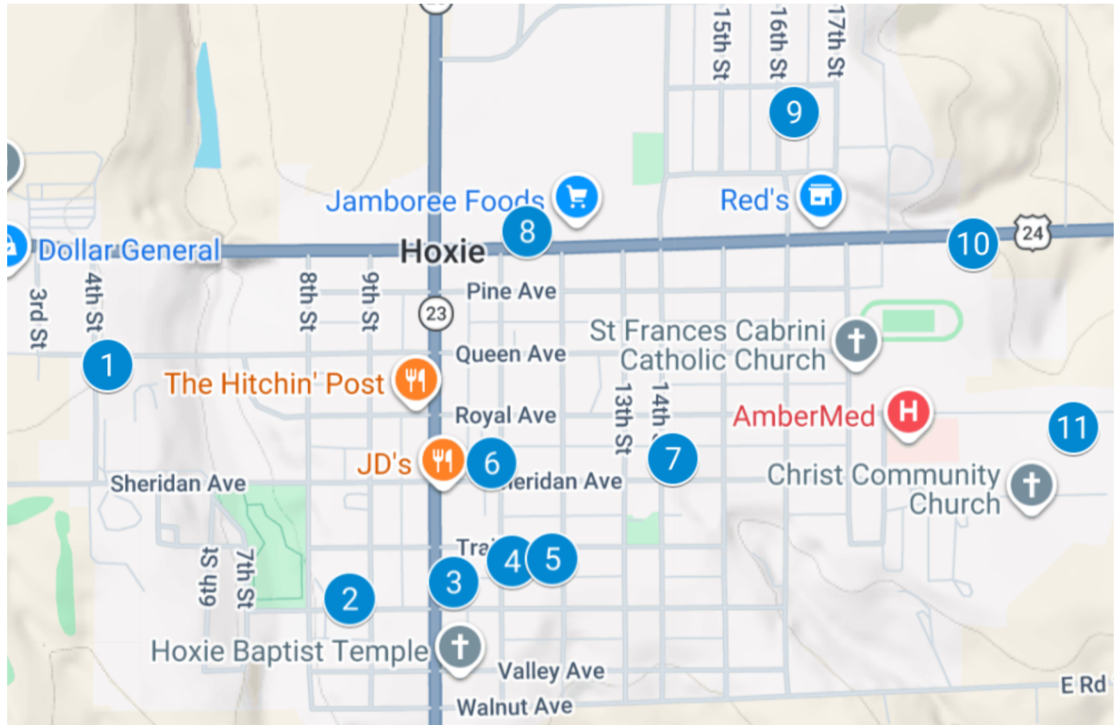 15th St
16th St
17th St
9
Jamboree Foods
Red's
8
10
24
Dollar General
Hoxie
3rd St
4th St
8th St
9th St
Pine Ave
23
1
Queen Ave
St Frances Cabrini
Catholic Church
The Hitchin' Post
Royal Ave
13th St
14th
AmberMed
H
11
JD's
6
7
Sheridan Ave
eridan Ave
Christ Community
Church
6th St
7th St
Tra
4
5
3
2
Hoxie Baptist Temple
Valley Ave
E Rd
Walnut Ave